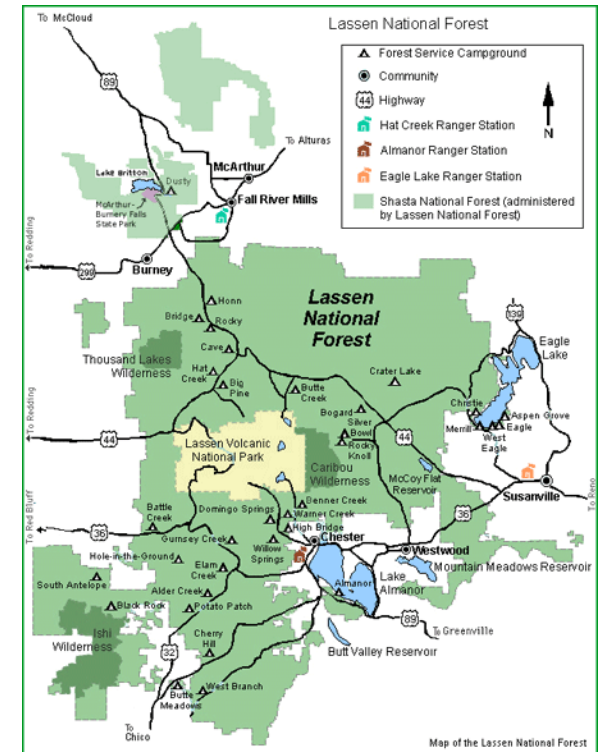 To McCloud
Lassen National Forest
Forest Service Campground
Community
44
Highway
Hat Creek Ranger Station
Almanor Ranger Station
Eagle Lake Ranger Station
Shasta National Forest (administered
by Lassen National Forest)
N
89
To Alturas
McArthur
Lake Britton
Dusty
McArthur-
Burnery Falls
State Park
Fall River Mills
To Redding
299
Burney
Honn
Lassen
National
Forest
Bridge
Rocky
139
Eagle
Lake
Cave
Thousand Lakes
Wilderness
Hat
Creek
Big
Pine
Butte
Creek
Crater Lake
To Redding
44
Bogard
Silver
Bowl
Rocky
Knoll
Christie
Merrill
Aspen Grove
Eagle
West
Eagle
44
Lassen Volcanic
National Park
Caribou
Wilderness
McCoy Flat
Reservoir
Susanville
To Reno
To Red Bluff
36
Battle
Creek
Domingo Springs
Benner Creek
Warner Creek
High Bridge
36
Gurnsey Creek
Chester
Hole-in-the-Ground
Willow
Springs
Westwood
Mountain Meadows Reservoir
South Antelope
Elam
Creek
Almanor
Lake
Almanor
Alder Creek
Black Rock
Potato Patch
89
To Greenville
Ishi
Wilderness
Cherry
Hill
Butt Valley Reservoir
32
Butte
Meadows
West Branch
To
Chico
Map of the Lassen National Forest